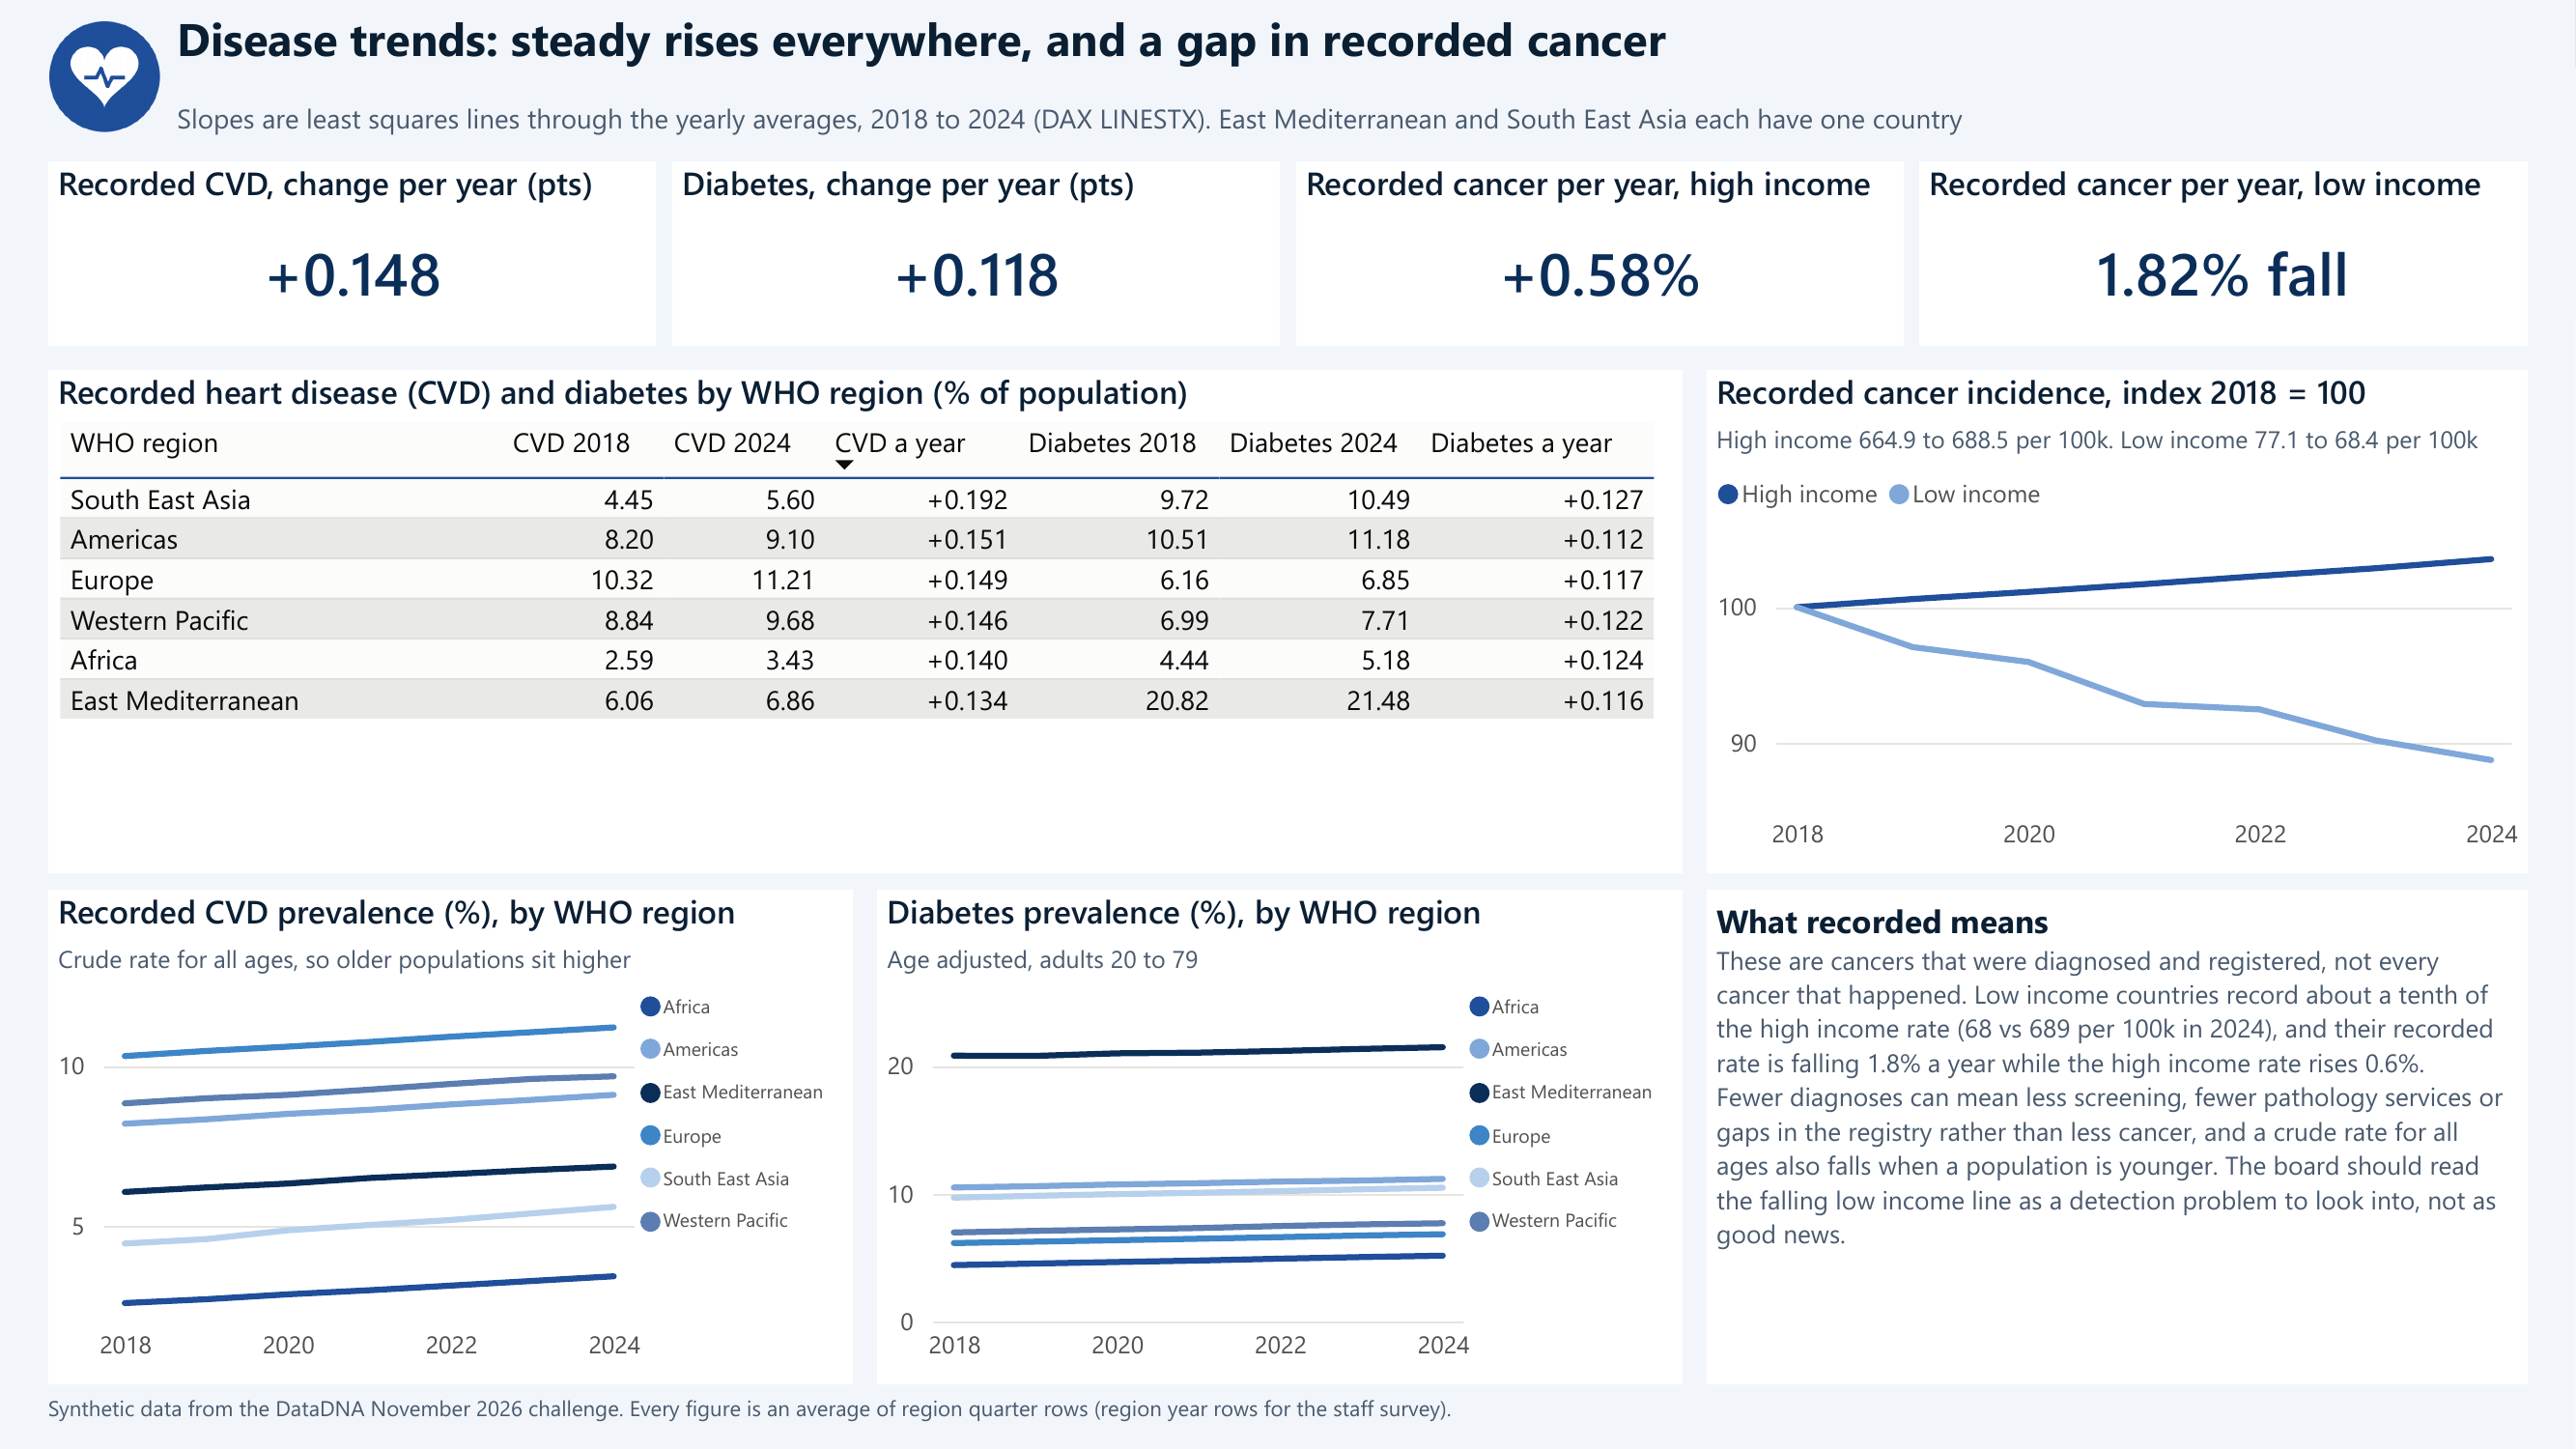 Disease trends: steady rises everywhere, and a gap in recorded cancer
Slopes are least squares lines through the yearly averages, 2018 to 2024 (DAX LINESTX). East Mediterranean and South East Asia each have one country
Recorded CVD, change per year (pts)
+0.148
Diabetes, change per year (pts)
+0.118
Recorded cancer per year, high income
+0.58%
Recorded cancer per year, low income
1.82% fall
Recorded heart disease (CVD) and diabetes by WHO region (% of population)
WHO region CVD 2018 CVD 2024 CVD a year Diabetes 2018 Diabetes 2024 Diabetes a year
South East Asia 4.45 5.60 +0.192 9.72 10.49 +0.127
Americas 8.20 9.10 +0.151 10.51 11.18 +0.112
Europe 10.32 11.21 +0.149 6.16 6.85 +0.117
Western Pacific 8.84 9.68 +0.146 6.99 7.71 +0.122
Africa 2.59 3.43 +0.140 4.44 5.18 +0.124
East Mediterranean 6.06 6.86 +0.134 20.82 21.48 +0.116
Recorded cancer incidence, index 2018 = 100
High income 664.9 to 688.5 per 100k. Low income 77.1 to 68.4 per 100k
High income Low income
100
90
2018 2020 2022 2024
Recorded CVD prevalence (%), by WHO region
Crude rate for all ages, so older populations sit higher
10
5
2018 2020 2022 2024
Africa
Americas
East Mediterranean
Europe
South East Asia
Western Pacific
Diabetes prevalence (%), by WHO region
Age adjusted, adults 20 to 79
20
10
0
2018 2020 2022 2024
Africa
Americas
East Mediterranean
Europe
South East Asia
Western Pacific
What recorded means
These are cancers that were diagnosed and registered, not every
cancer that happened. Low income countries record about a tenth of
the high income rate (68 vs 689 per 100k in 2024), and their recorded
rate is falling 1.8% a year while the high income rate rises 0.6%.
Fewer diagnoses can mean less screening, fewer pathology services or
gaps in the registry rather than less cancer, and a crude rate for all
ages also falls when a population is younger. The board should read
the falling low income line as a detection problem to look into, not as
good news.
Synthetic data from the DataDNA November 2026 challenge. Every figure is an average of region quarter rows (region year rows for the staff survey).